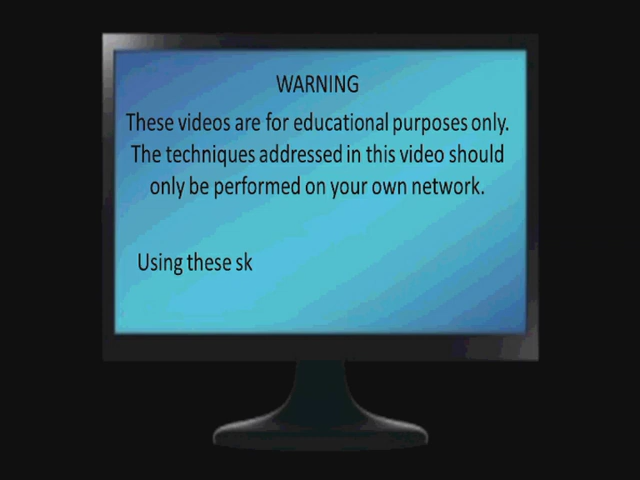 WARNING
These videos are for educational purposes only.
The techniques addressed in this video should
only be performed on your own network.
Using these sk